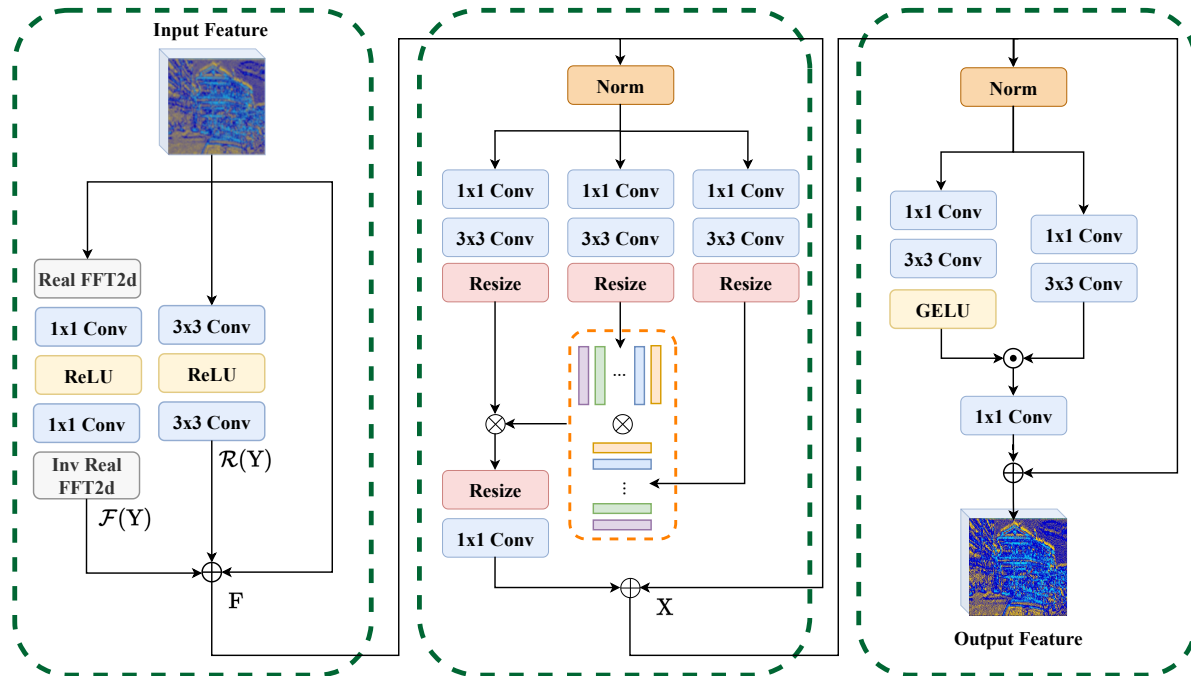 Input Feature
Real FFT2d
1x1 Conv
ReLU
1x1 Conv
Inv Real
FFT2d
ℱ(Y)
3x3 Conv
ReLU
3x3 Conv
ℛ(Y)
F
Norm
1x1 Conv
3x3 Conv
Resize
1x1 Conv
3x3 Conv
Resize
1x1 Conv
3x3 Conv
Resize
...
...
Resize
1x1 Conv
X
Norm
1x1 Conv
3x3 Conv
GELU
1x1 Conv
3x3 Conv
1x1 Conv
Output Feature